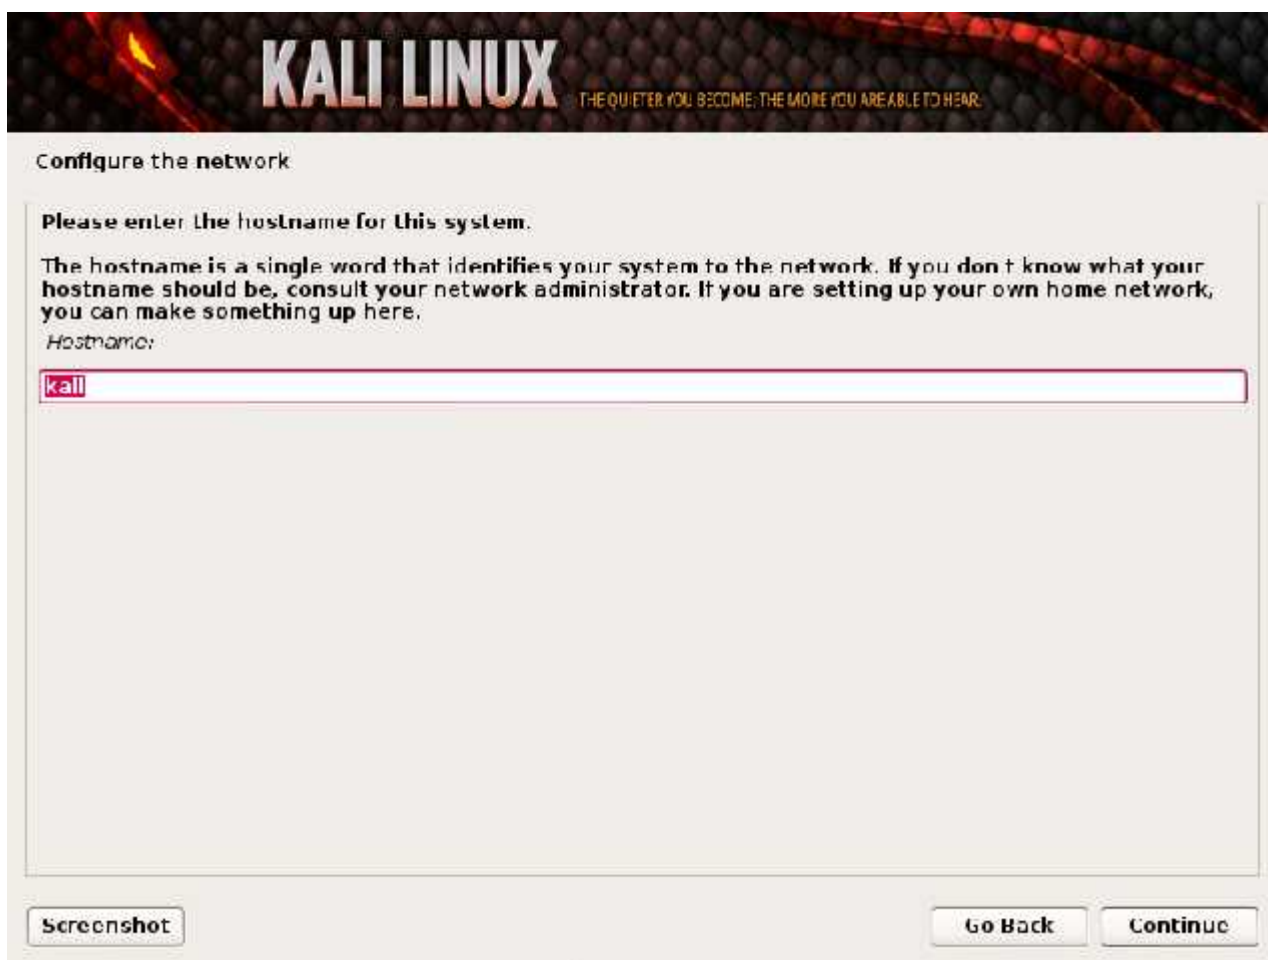 KALI LINUX
THE QUIETER YOU BECOME, THE MORE YOU ARE ABLE TO HEAR.
Configure the network
Please enter the hostname for this system.
The hostname is a single word that identifies your system to the network. If you don't know what your
hostname should be, consult your network administrator. If you are setting up your own home network,
you can make something up here.
Hostname:
kali
Screenshot
Go Back
Continue